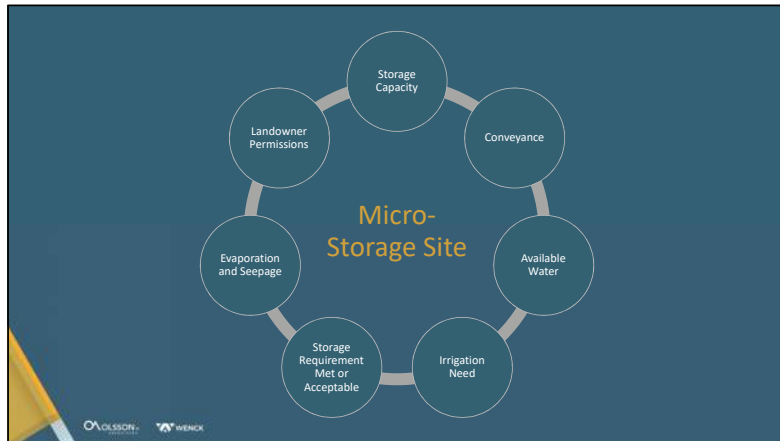 Storage
Capacity
Conveyance
Available
Water
Irrigation
Need
Storage
Requirement
Met or
Acceptable
Evaporation
and Seepage
Landowner
Permissions
Micro-
Storage Site
OLSSON
WENCK